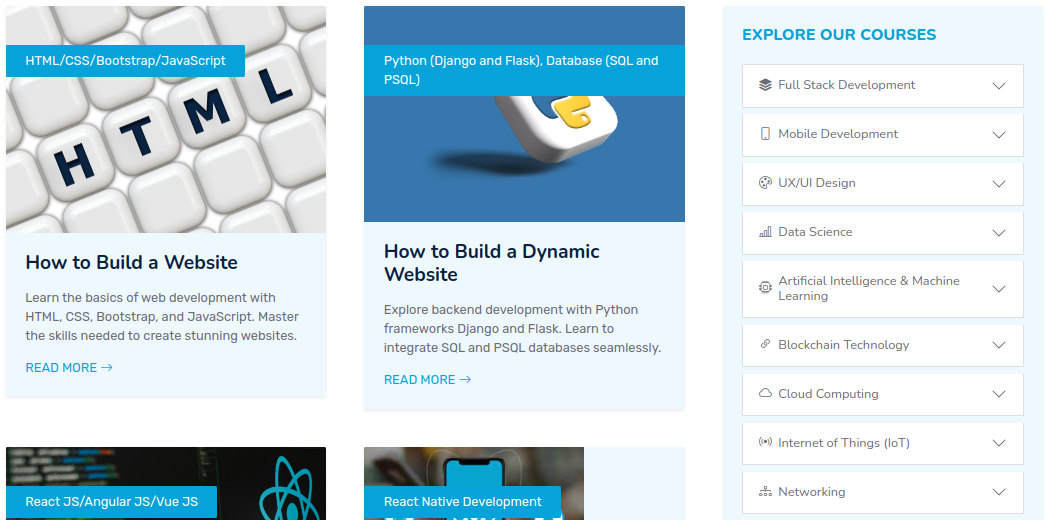 HTML/CSS/Bootstrap/JavaScript
HTML
How to Build a Website
Learn the basics of web development with
HTML, CSS, Bootstrap, and JavaScript. Master
the skills needed to create stunning websites.
READ MORE →
Python (Django and Flask), Database (SQL and
PSQL)
How to Build a Dynamic
Website
Explore backend development with Python
frameworks Django and Flask. Learn to
integrate SQL and PSQL databases seamlessly.
READ MORE →
React JS/Angular JS/Vue JS
React Native Development
EXPLORE OUR COURSES
Full Stack Development
Mobile Development
UX/UI Design
Data Science
Artificial Intelligence & Machine
Learning
Blockchain Technology
Cloud Computing
Internet of Things (IoT)
Networking